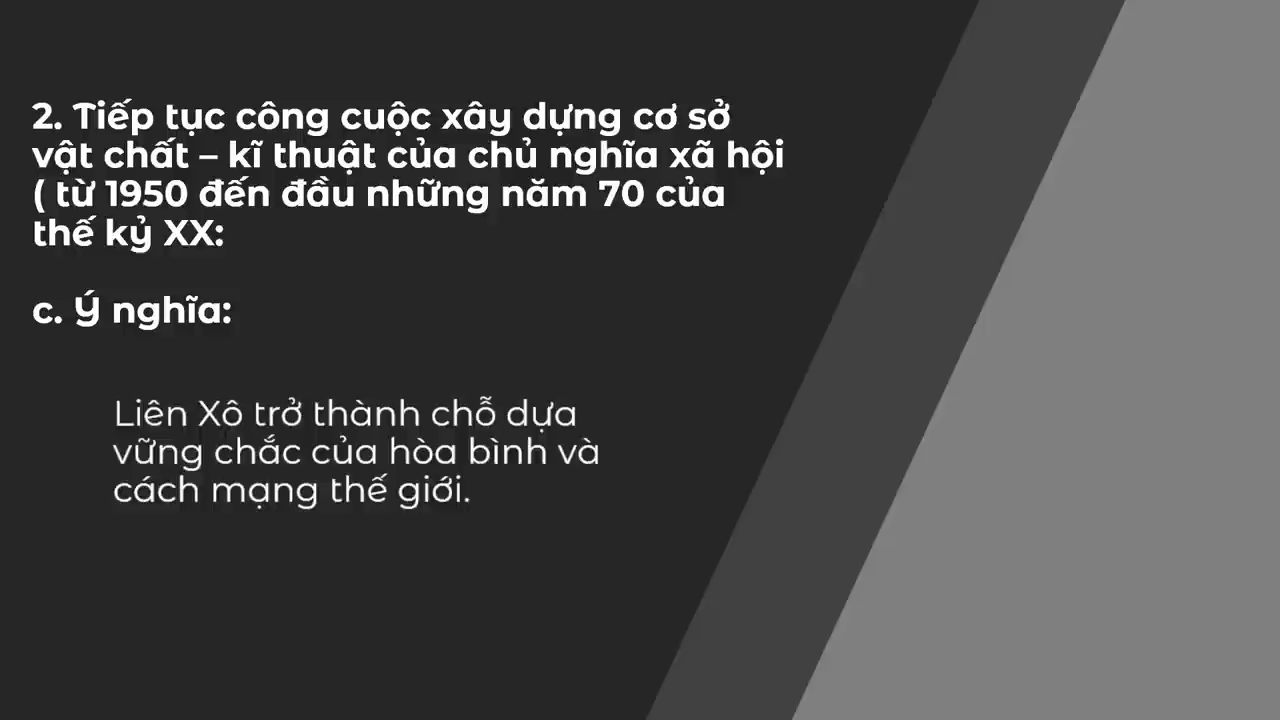 2. Tiếp tục công cuộc xây dựng cơ sở
vật chất – kĩ thuật của chủ nghĩa xã hội
( từ 1950 đến đầu những năm 70 của
thế kỷ XX:
c. Ý nghĩa:
Liên Xô trở thành chỗ dựa
vững chắc của hòa bình và
cách mạng thế giới.